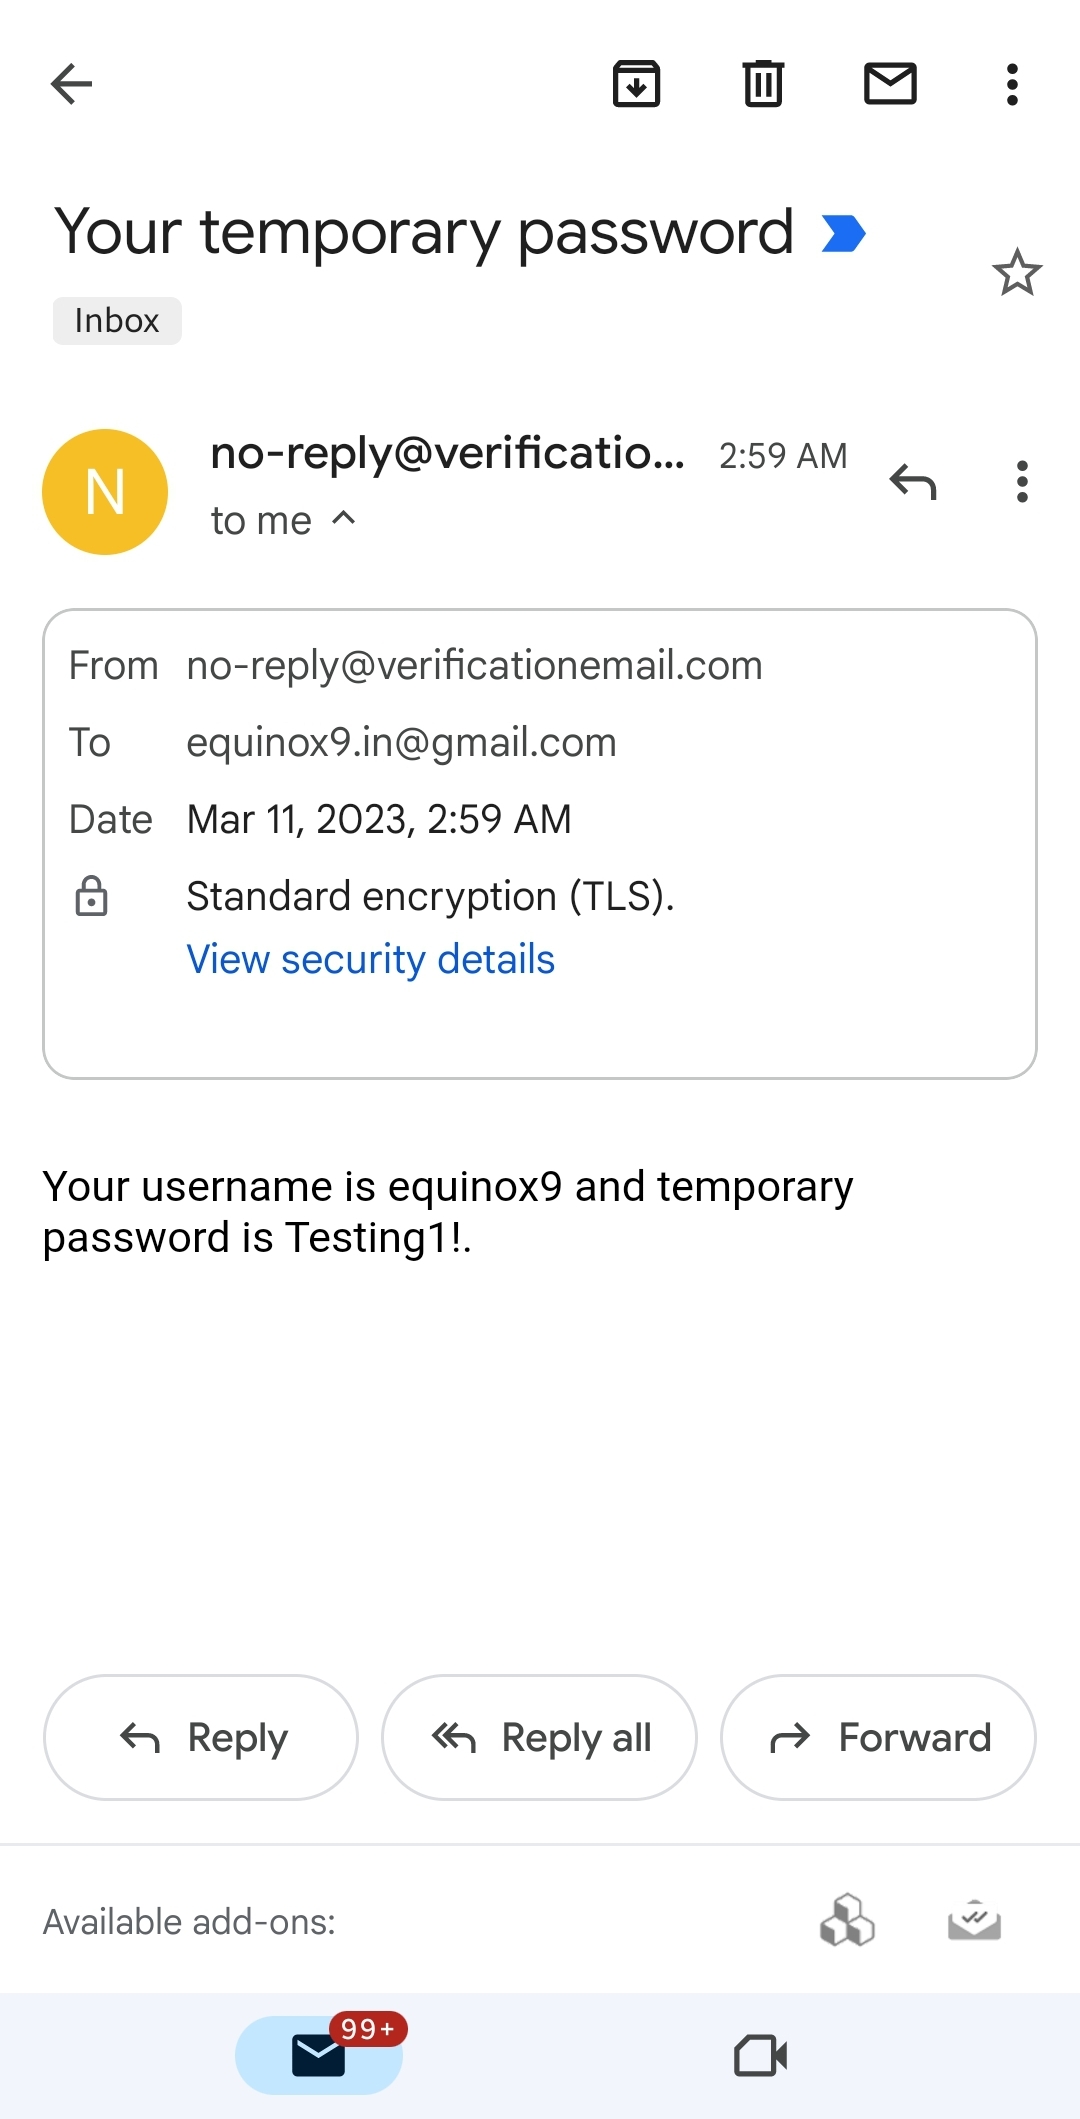 Your temporary password
Inbox
N
no-reply@verificatio... 2:59 AM
to me
From no-reply@verificationemail.com
To equinox9.in@gmail.com
Date Mar 11, 2023, 2:59 AM
Standard encryption (TLS).
View security details
Your username is equinox9 and temporary
password is Testing1!.
Reply Reply all Forward
Available add-ons:
99+